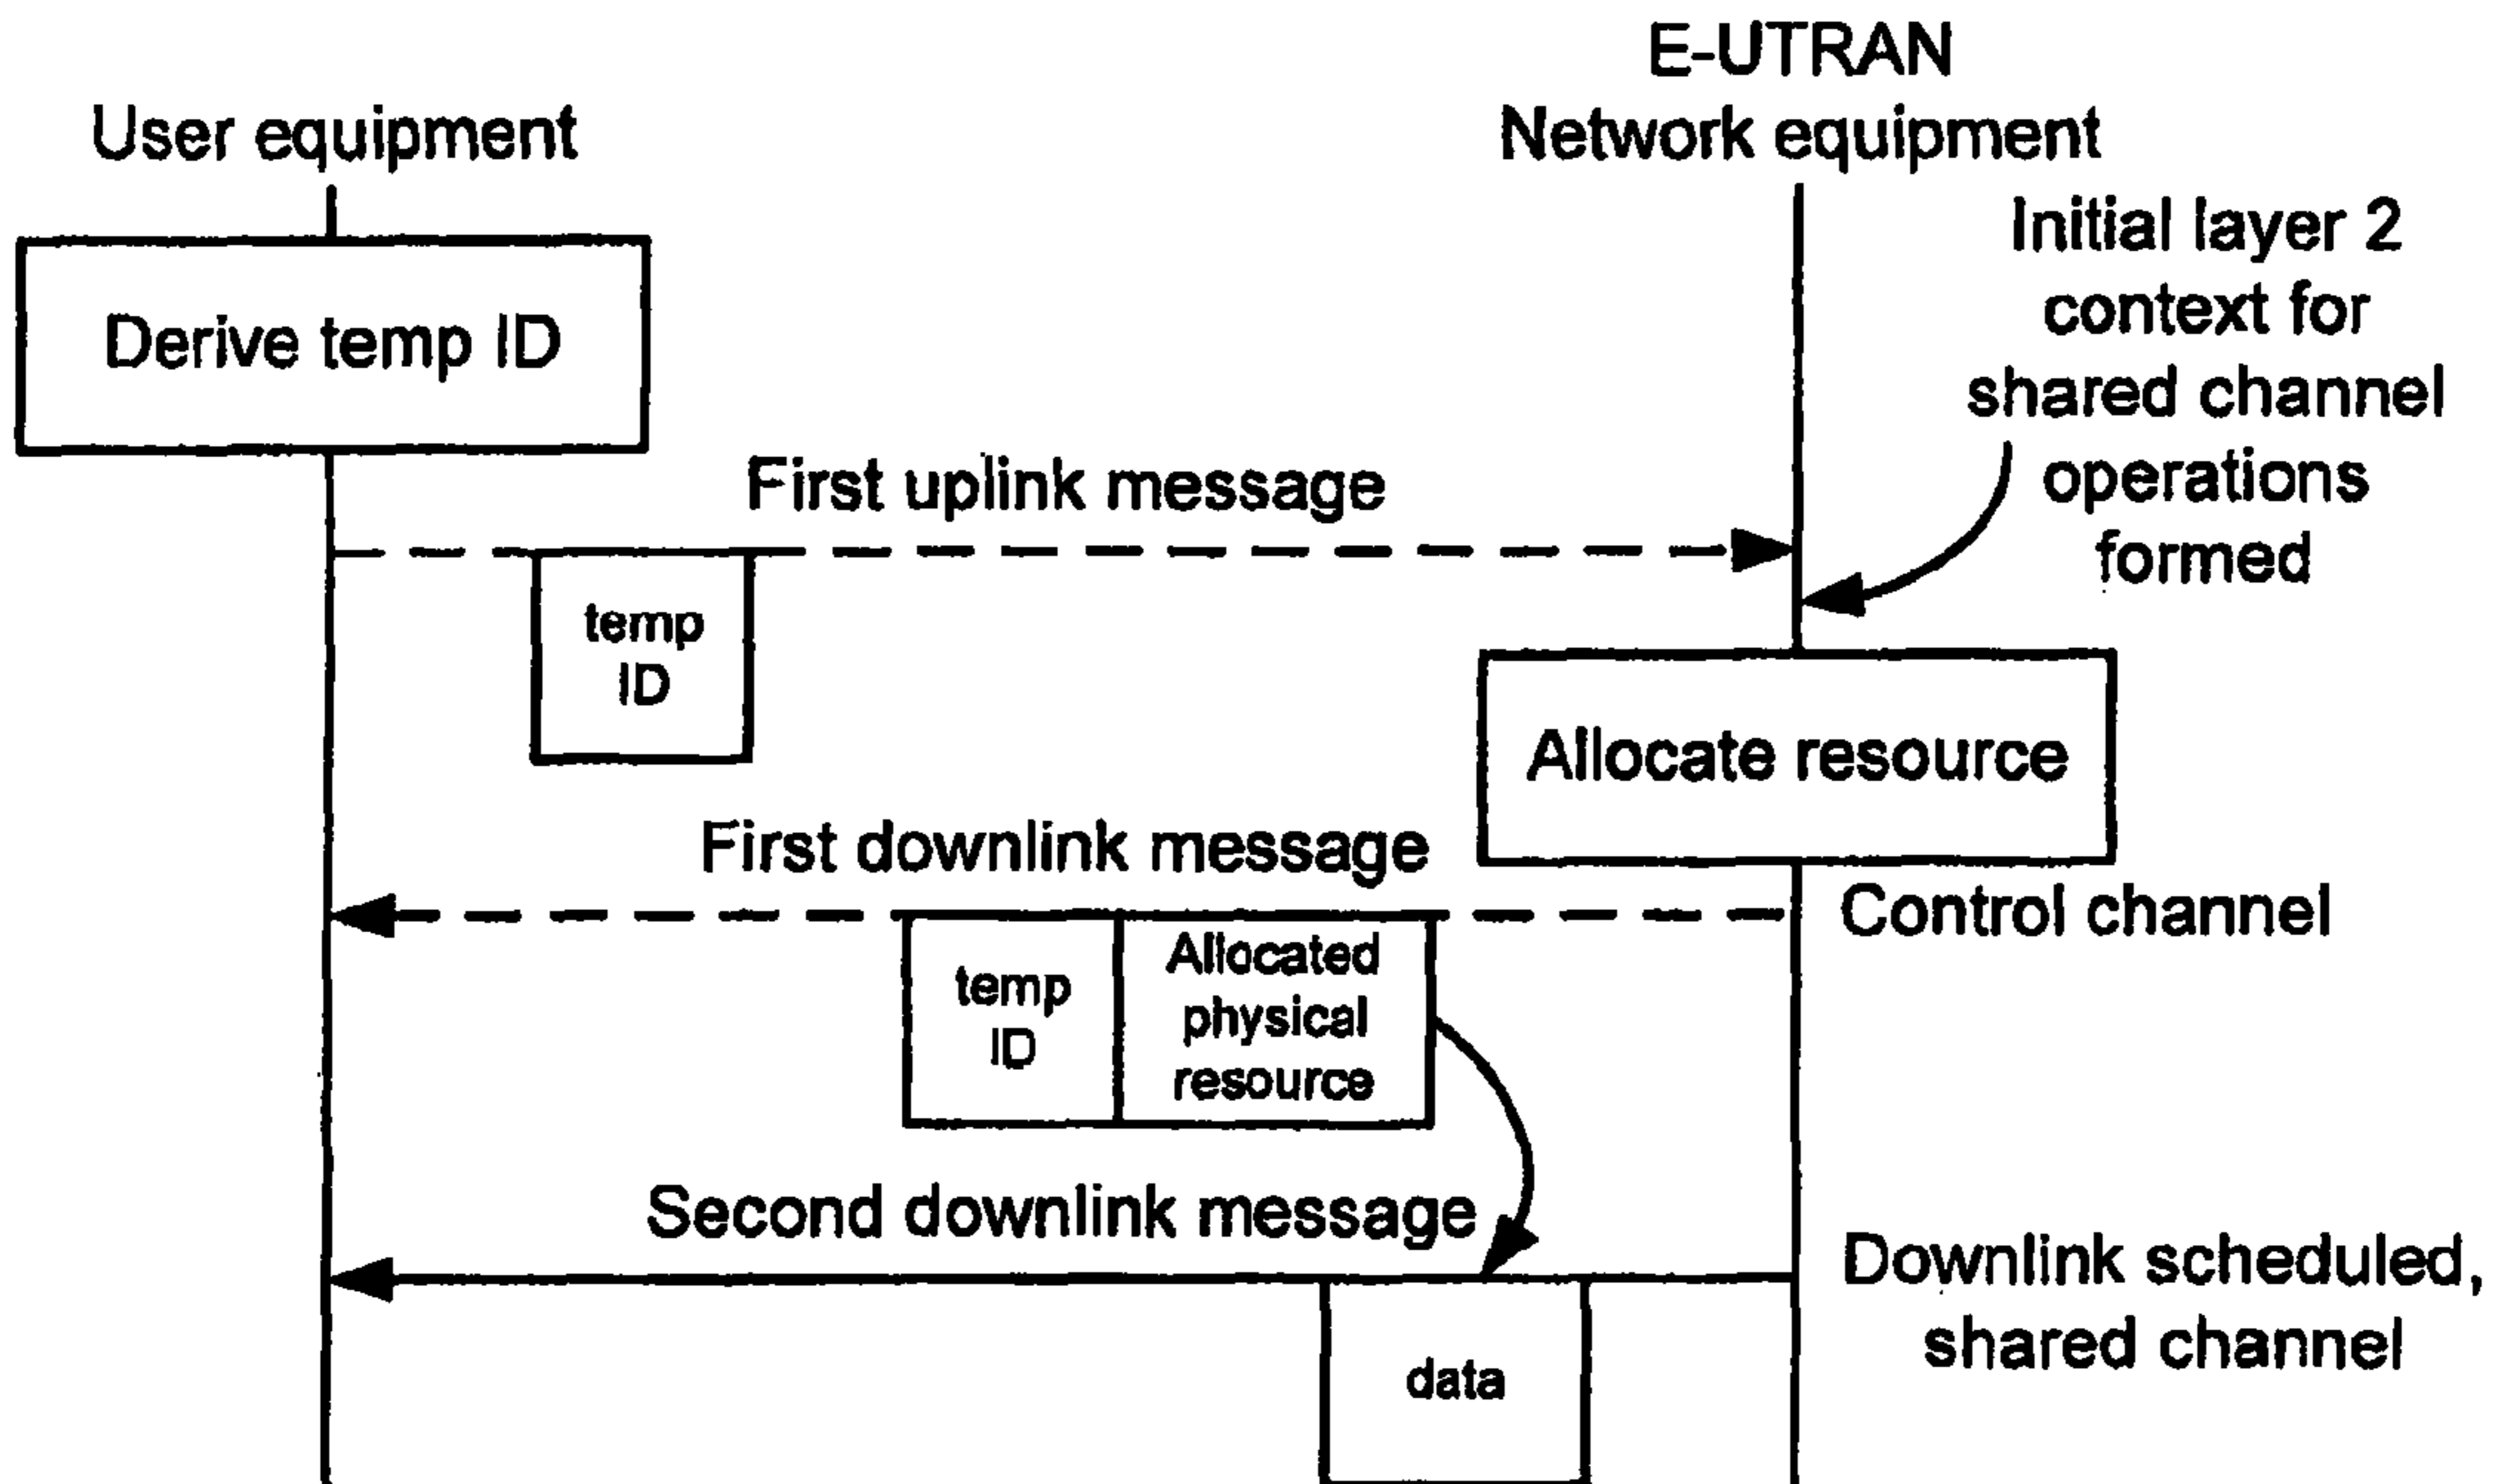 E-UTRAN
Network equipment
User equipment
Initial layer 2
context for
shared channel
operations
formed
Derive temp ID
First uplink message
temp
ID
Allocate resource
First downlink message
Control channel
temp
ID
Allocated
physical
resource
Second downlink message
Downlink scheduled,
shared channel
data